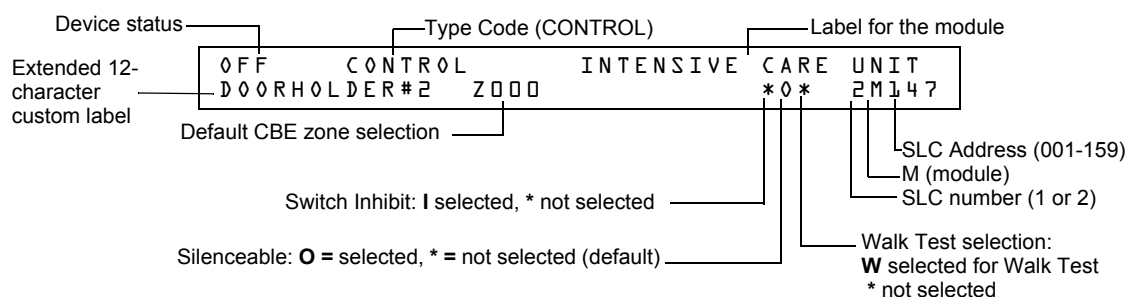 Device status
Type Code (CONTROL)
Label for the module
Extended 12-
character
custom label
OFF CONTROL INTENSIVE CARE UNIT
DOORHOLDER#2 Z000 *O* 2M147
Default CBE zone selection
SLC Address (001-159)
M (module)
SLC number (1 or 2)
Switch Inhibit: I selected, * not selected
Silenceable: O = selected, * = not selected (default)
Walk Test selection:
W selected for Walk Test
* not selected